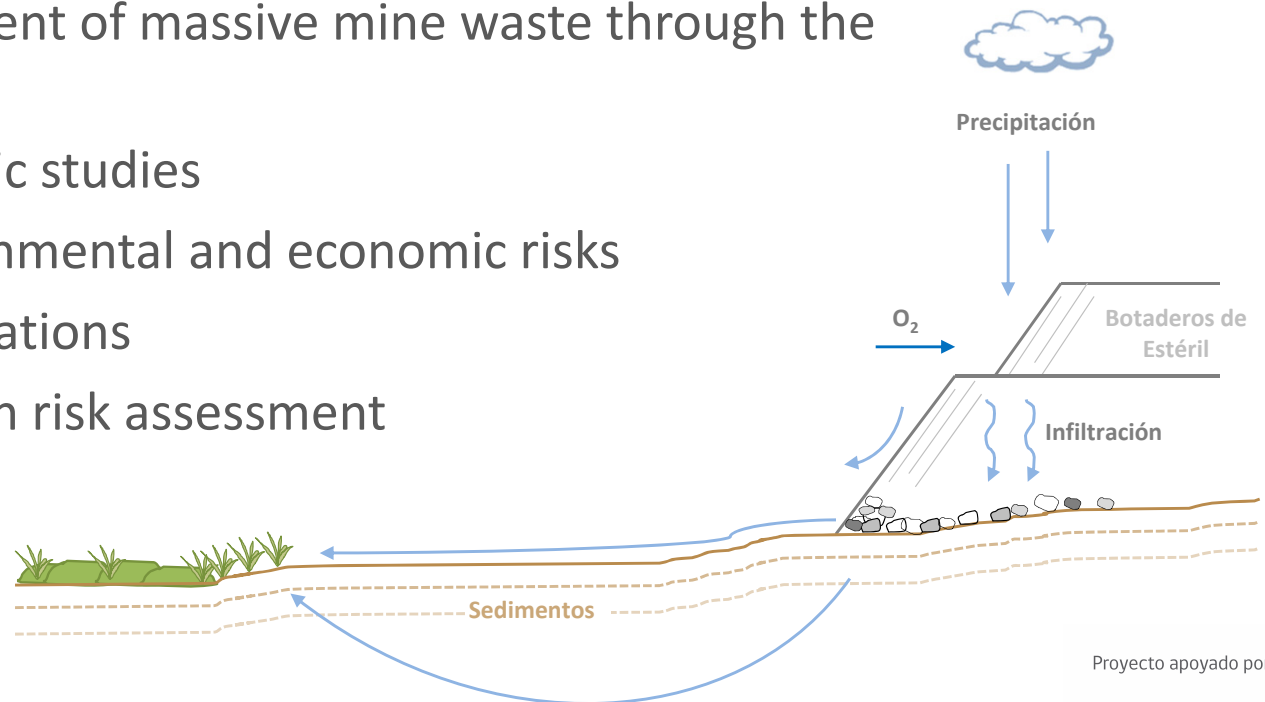 ent of massive mine waste through the
ic studies
nmental and economic risks
ations
n risk assessment
Precipitación
O₂
Botaderos de
Estéril
Infiltración
Sedimentos
Proyecto apoyado po